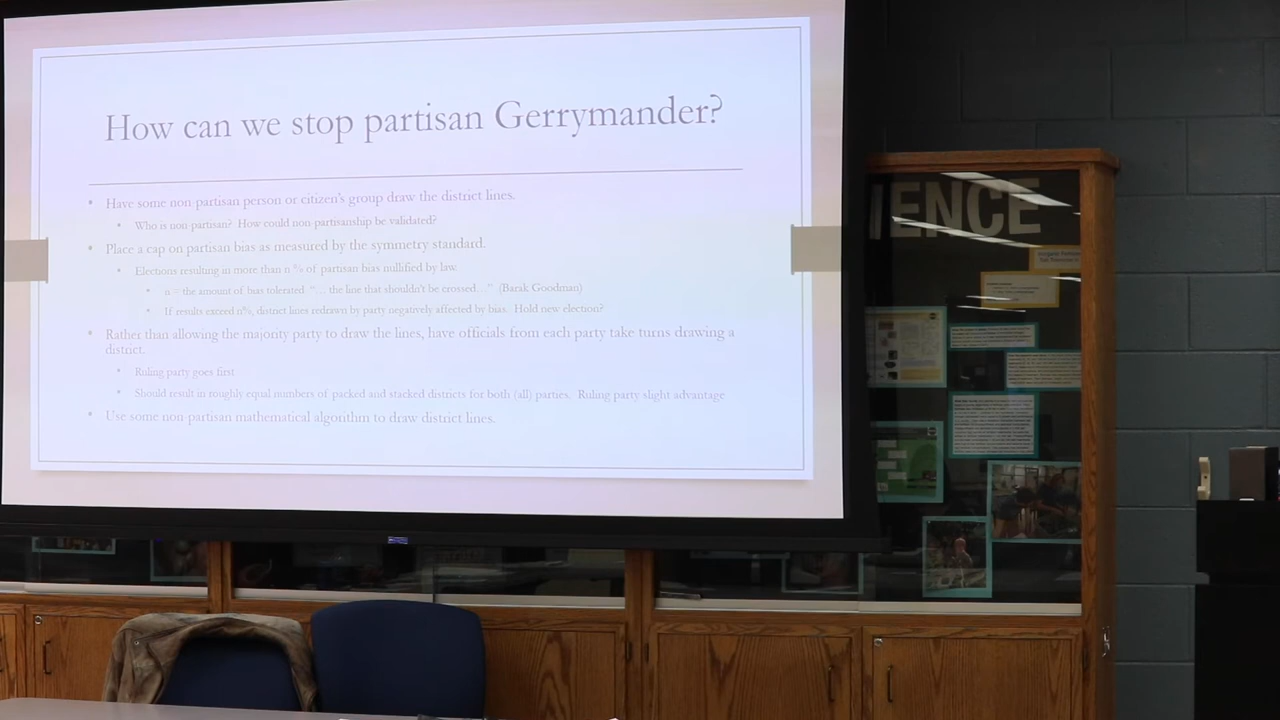 How can we stop partisan Gerrymander?
Have some non-partisan person or citizen's group draw the district lines.
Who is non-partisan? How could non-partisanship be validated?
Place a cap on partisan bias as measured by the symmetry standard.
Elections resulting in more than n % of partisan bias nullified by law
n = the amount of bias tolerated "… the line that shouldn't be crossed…" (Barak Goodman)
If results exceed n%, district lines redrawn by party negatively affected by bias. Hold new election?
Rather than allowing the majority party to draw the lines, have officials from each party take turns drawing a
district.
Ruling party goes first
Should result in roughly equal numbers of packed and stacked districts for both (all) parties. Ruling party slight advantage
Use some non-partisan mathematical algorithm to draw district lines.
IENCE